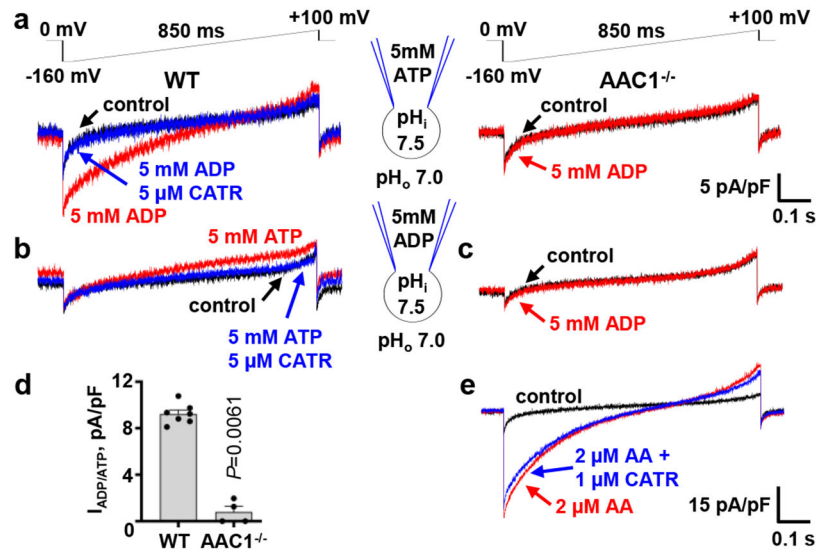 a
0 mV
850 ms
+100 mV
-160 mV
WT
control
5 mM ADP
5 µM CATR
5 mM ADP
5mM
ATP
pHi
7.5
pHo 7.0
0 mV
850 ms
+100 mV
-160 mV
AAC1-/-
control
5 mM ADP
5 pA/pF
0.1 s
b
5 mM ATP
control
5 mM ATP
5 µM CATR
5mM
ADP
pHi
7.5
pHo 7.0
c
control
5 mM ADP
d
IADP/ATP, pA/pF
12
8
4
0
P=0.0061
WT
AAC1-/-
e
control
2 µM AA +
1 µM CATR
2 µM AA
15 pA/pF
0.1 s